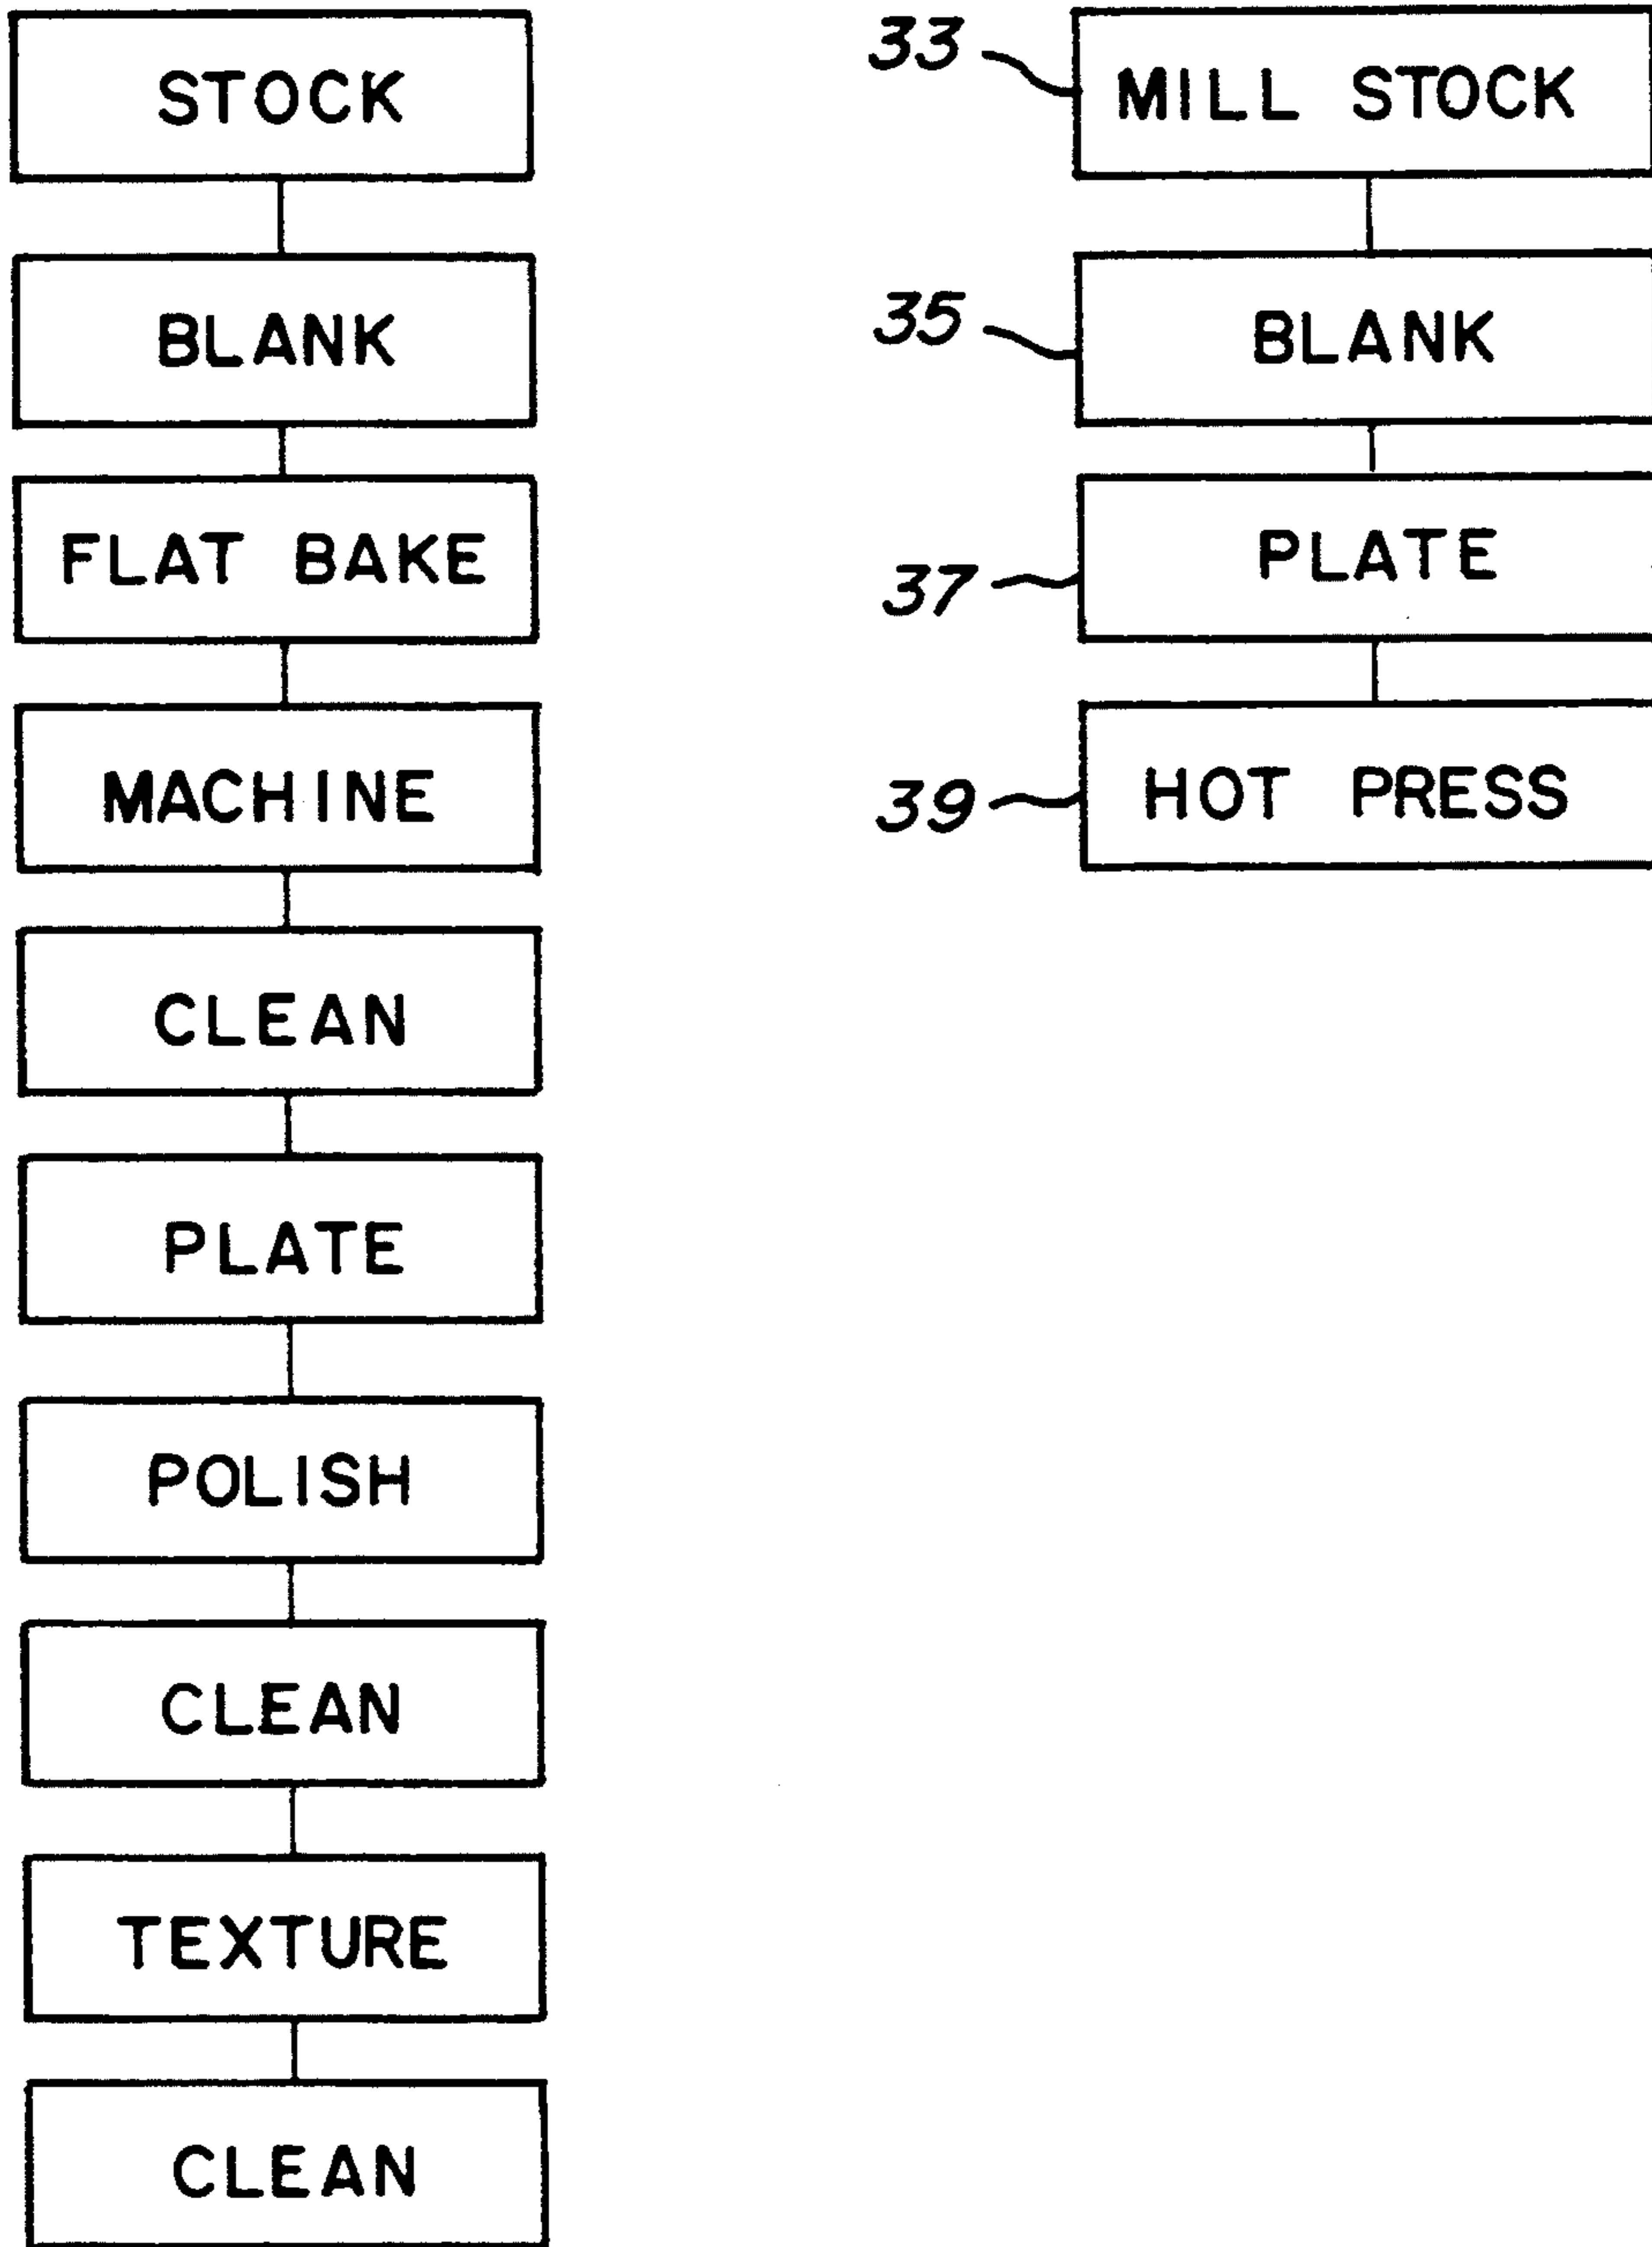 STOCK
BLANK
FLAT BAKE
MACHINE
CLEAN
PLATE
POLISH
CLEAN
TEXTURE
CLEAN
33 MILL STOCK
35 BLANK
37 PLATE
39 HOT PRESS